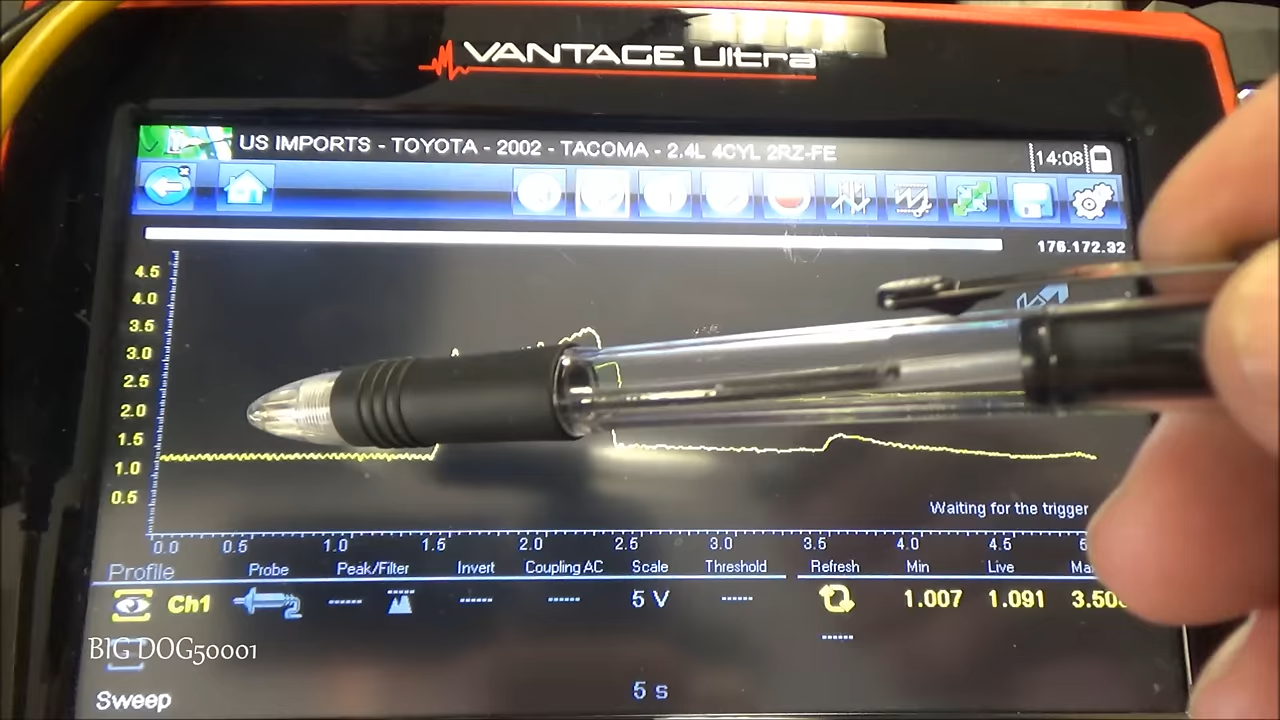 VANTAGE Ultra
US IMPORTS - TOYOTA - 2002 - TACOMA - 2.4L 4CYL 2RZ-FE
14:08
176.172.32
4.5
4.0
3.5
3.0
2.5
2.0
1.5
1.0
0.5
Waiting for the trigger
0.0 0.5 1.0 1.5 2.0 2.5 3.0 3.5 4.0 4.5
Profile Probe Peak/Filter Invert Coupling AC Scale Threshold Refresh Min Live
Ch1 ----- ----- ----- ----- 5 V ----- 1.007 1.091 3.50
-----
BIG DOG50001
Sweep 5 s